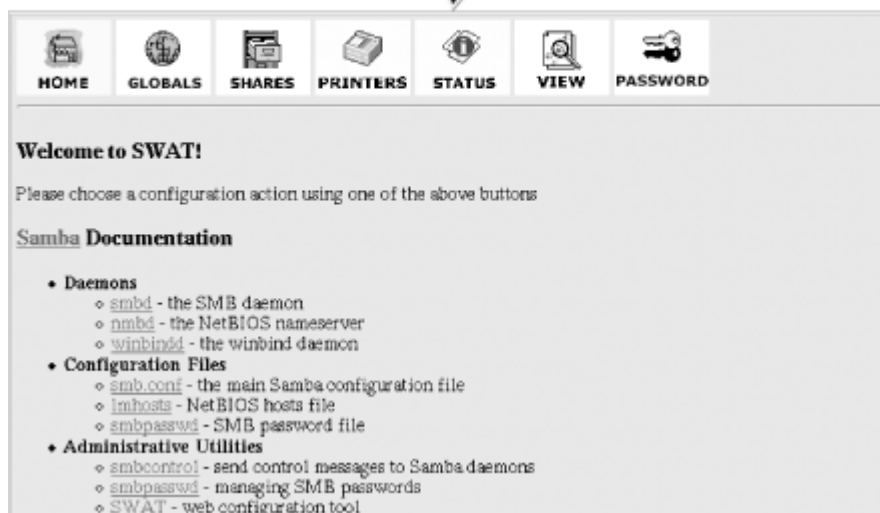 HOME GLOBALS SHARES PRINTERS STATUS VIEW PASSWORD
Welcome to SWAT!
Please choose a configuration action using one of the above buttons
Samba Documentation
• Daemons
◦ smbd - the SMB daemon
◦ nmbd - the NetBIOS nameserver
◦ winbindd - the winbind daemon
• Configuration Files
◦ smb.conf - the main Samba configuration file
◦ lmhosts - NetBIOS hosts file
◦ smbpasswd - SMB password file
• Administrative Utilities
◦ smbcontrol - send control messages to Samba daemons
◦ smbpasswd - managing SMB passwords
◦ SWAT - web configuration tool